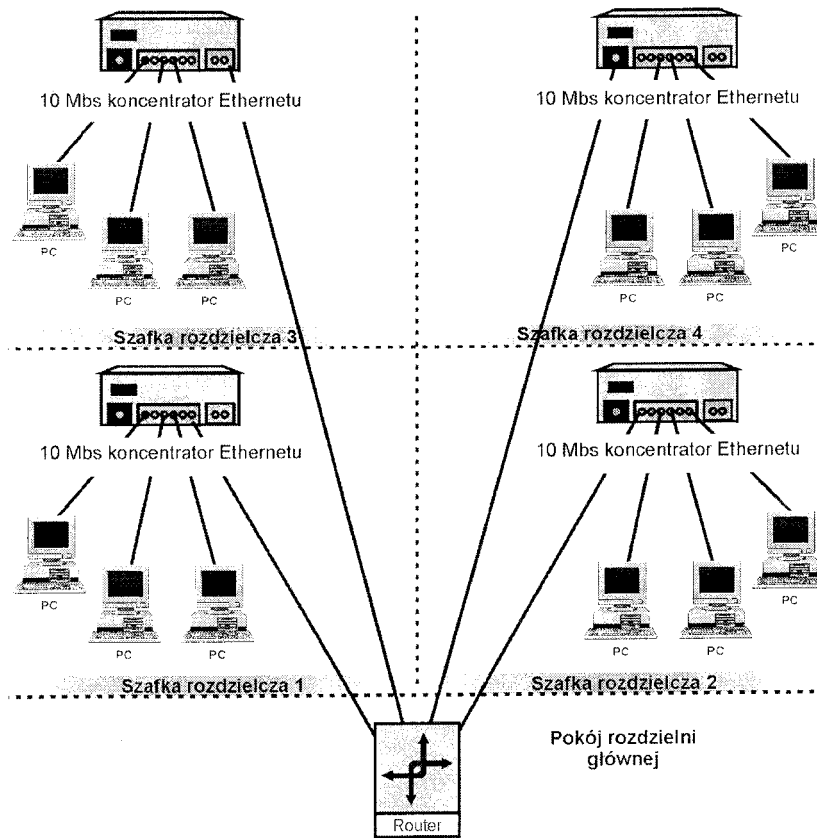 10 Mbs koncentrator Ethernetu
10 Mbs koncentrator Ethernetu
PC
PC
PC
PC
PC
PC
Szafka rozdzielcza 3
Szafka rozdzielcza 4
10 Mbs koncentrator Ethernetu
10 Mbs koncentrator Ethernetu
PC
PC
PC
PC
PC
PC
Szafka rozdzielcza 1
Szafka rozdzielcza 2
Pokój rozdzielni
głównej
Router